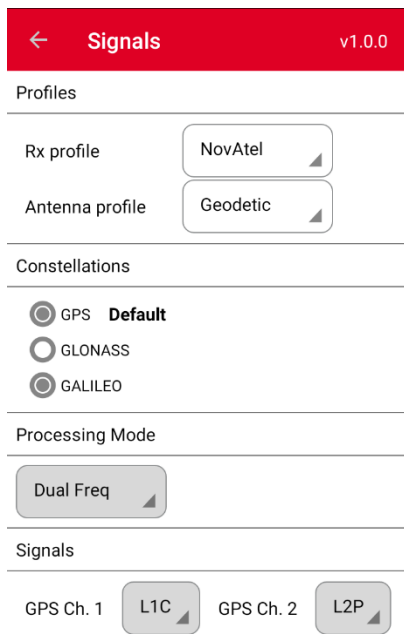 Signals v1.0.0
Profiles
Rx profile NovAtel
Antenna profile Geodetic
Constellations
GPS Default
GLONASS
GALILEO
Processing Mode
Dual Freq
Signals
GPS Ch. 1 L1C GPS Ch. 2 L2P